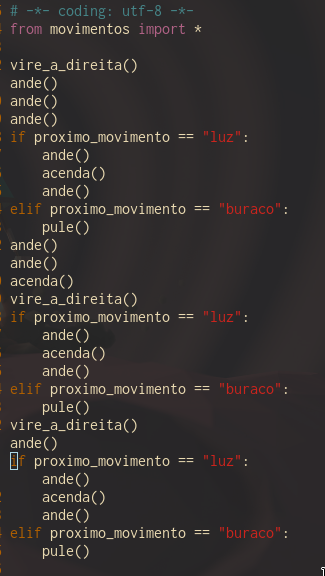 # -*- coding: utf-8 -*-
from movimentos import *
vire_a_direita()
ande()
ande()
ande()
if proximo_movimento == "luz":
    ande()
    acenda()
    ande()
elif proximo_movimento == "buraco":
    pule()
ande()
ande()
acenda()
vire_a_direita()
if proximo_movimento == "luz":
    ande()
    acenda()
    ande()
elif proximo_movimento == "buraco":
    pule()
vire_a_direita()
ande()
if proximo_movimento == "luz":
    ande()
    acenda()
    ande()
elif proximo_movimento == "buraco":
    pule()